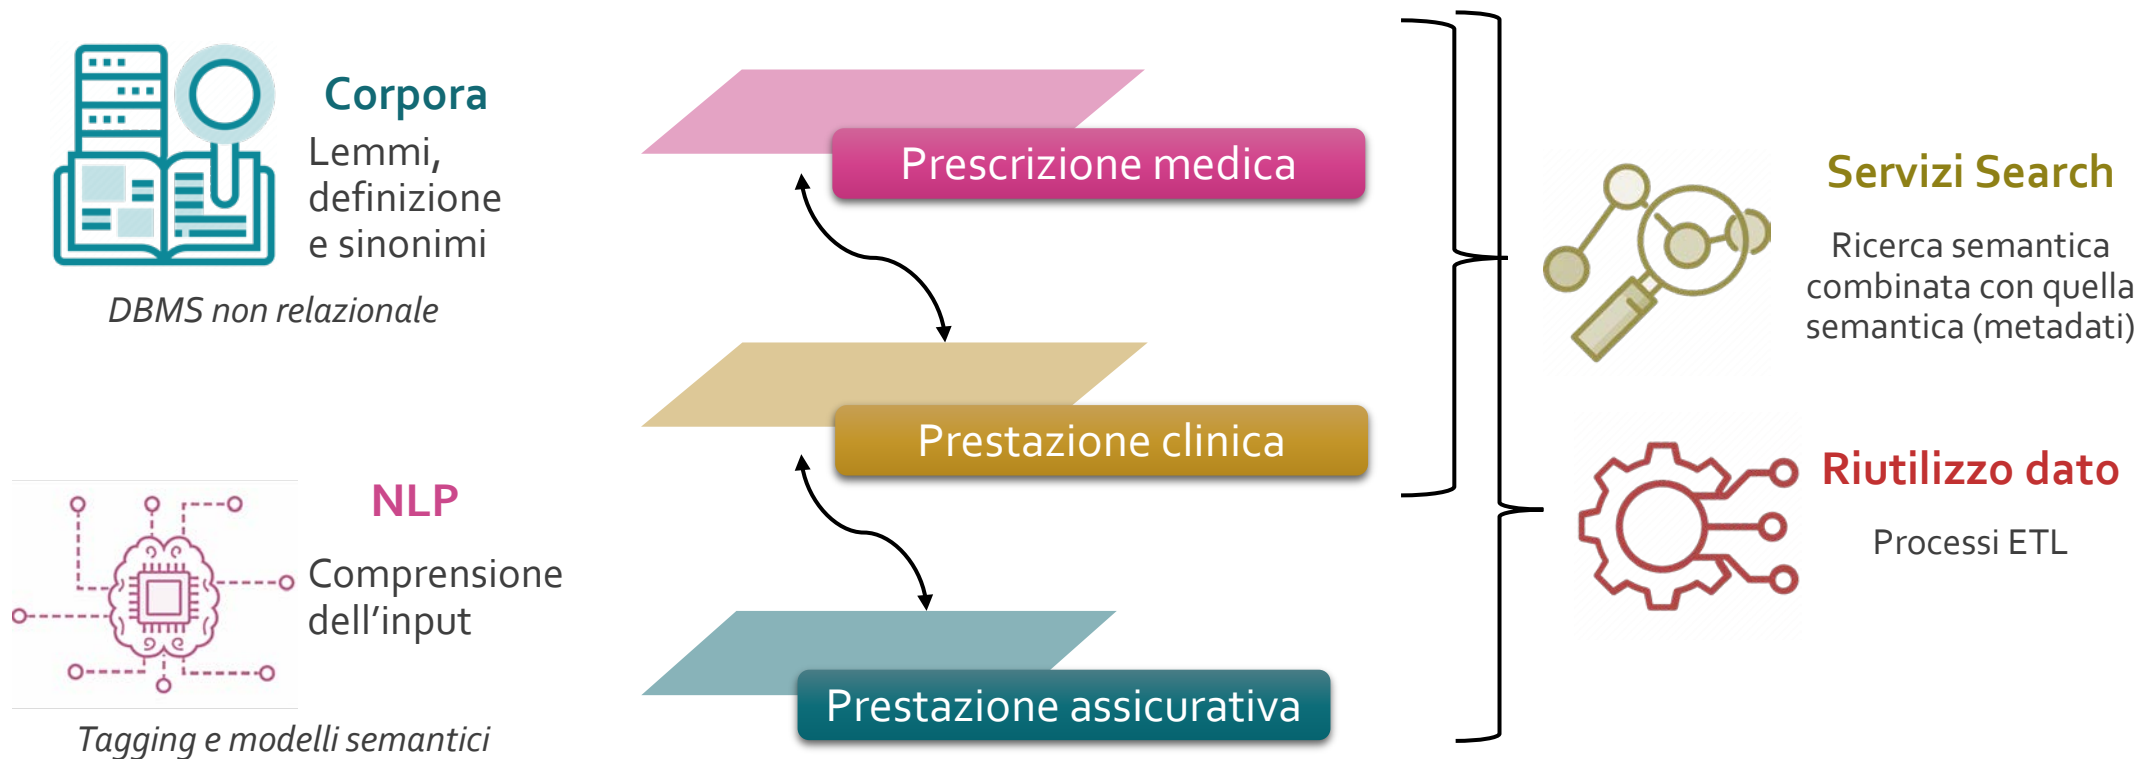 Corpora
Lemmi,
definizione
e sinonimi
DBMS non relazionale
NLP
Comprensione
dell’input
Tagging e modelli semantici
Prescrizione medica
Prestazione clinica
Prestazione assicurativa
Servizi Search
Ricerca semantica
combinata con quella
semantica (metadati)
Riutilizzo dato
Processi ETL